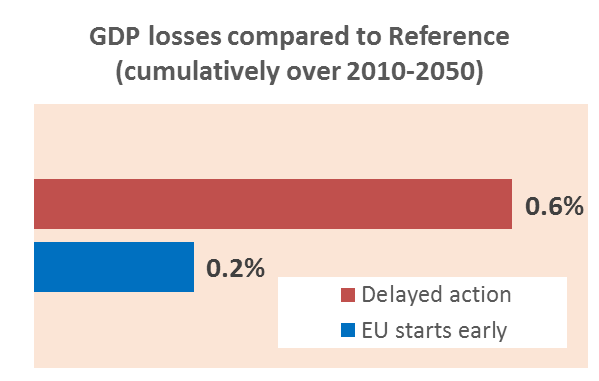 GDP losses compared to Reference
(cumulatively over 2010-2050)
0.6%
0.2%
Delayed action
EU starts early